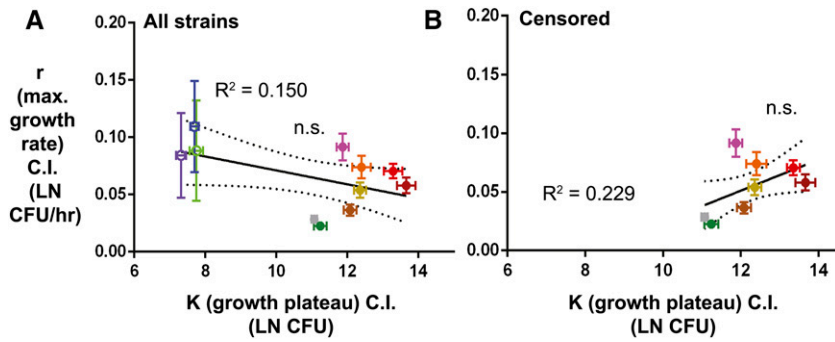 A All strains
r
(max.
growth
rate)
C.I.
(LN
CFU/hr)
0.20
0.15
0.10
0.05
0.00
R² = 0.150
n.s.
6 8 10 12 14
K (growth plateau) C.I.
(LN CFU)
B Censored
0.20
0.15
0.10
0.05
0.00
n.s.
R² = 0.229
6 8 10 12 14
K (growth plateau) C.I.
(LN CFU)